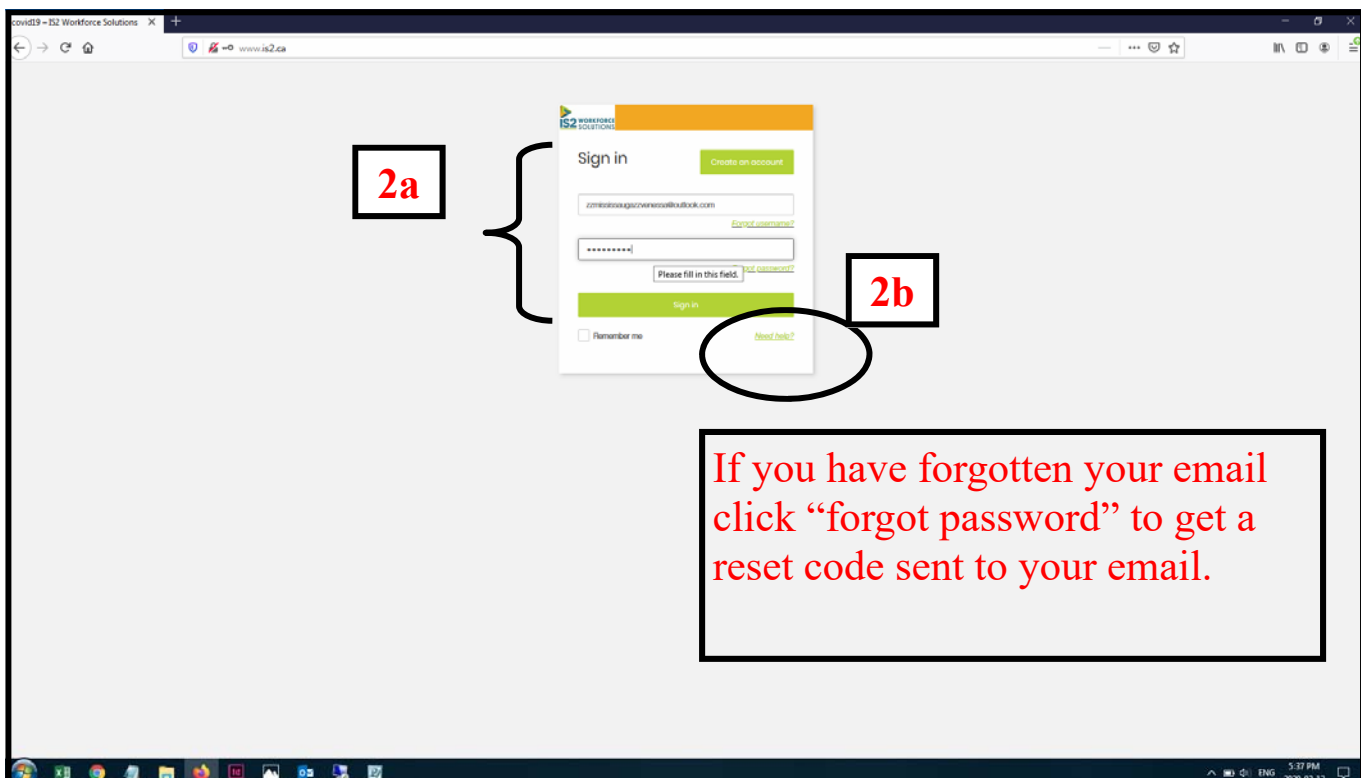 covid19 – IS2 Workforce Solutions
www.is2.ca
IS2 WORKFORCE
SOLUTIONS
Sign in
Create an account
2a
Forgot username?
•••••••••
Please fill in this field.
password?
2b
Sign in
Remember me
Need help?
If you have forgotten your email
click “forgot password” to get a
reset code sent to your email.
ENG
5:37 PM